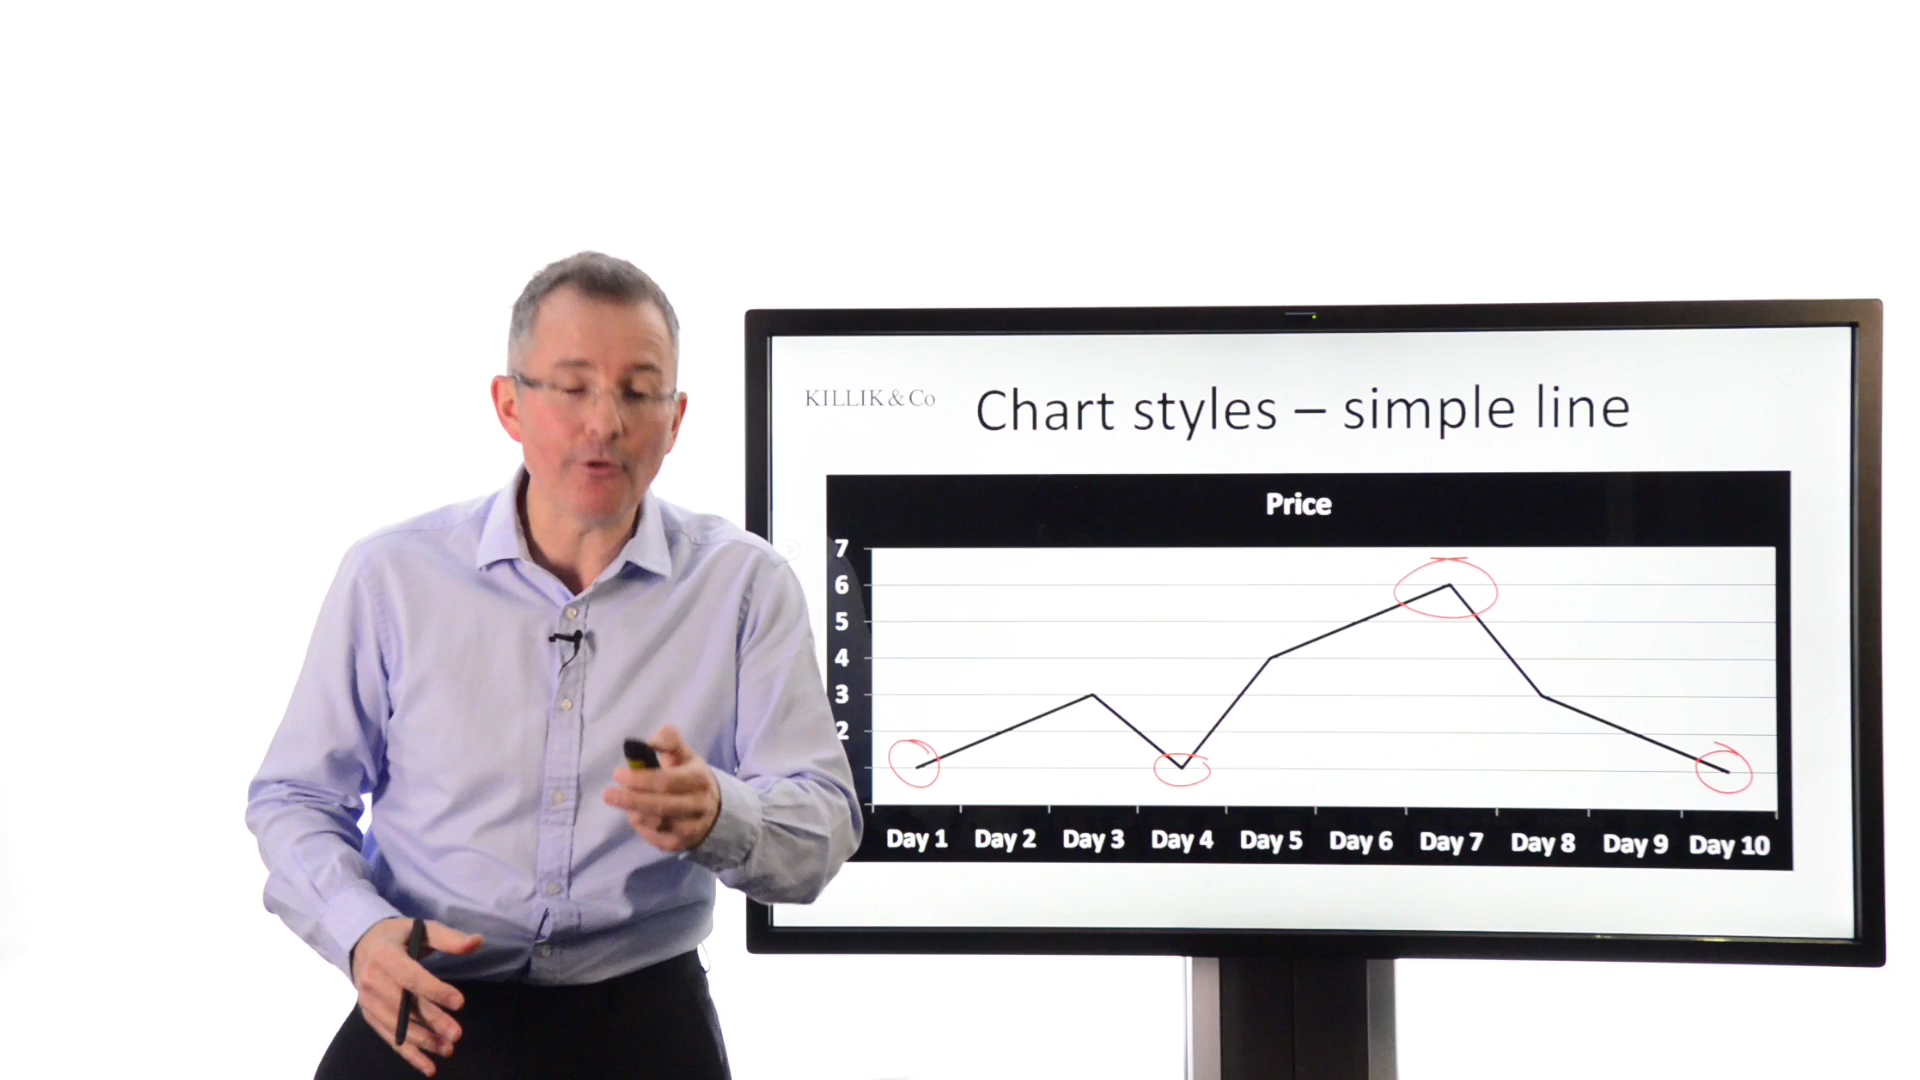 KILLIK & Co
Chart styles – simple line
Price
7
6
5
4
3
2
Day 1 Day 2 Day 3 Day 4 Day 5 Day 6 Day 7 Day 8 Day 9 Day 10